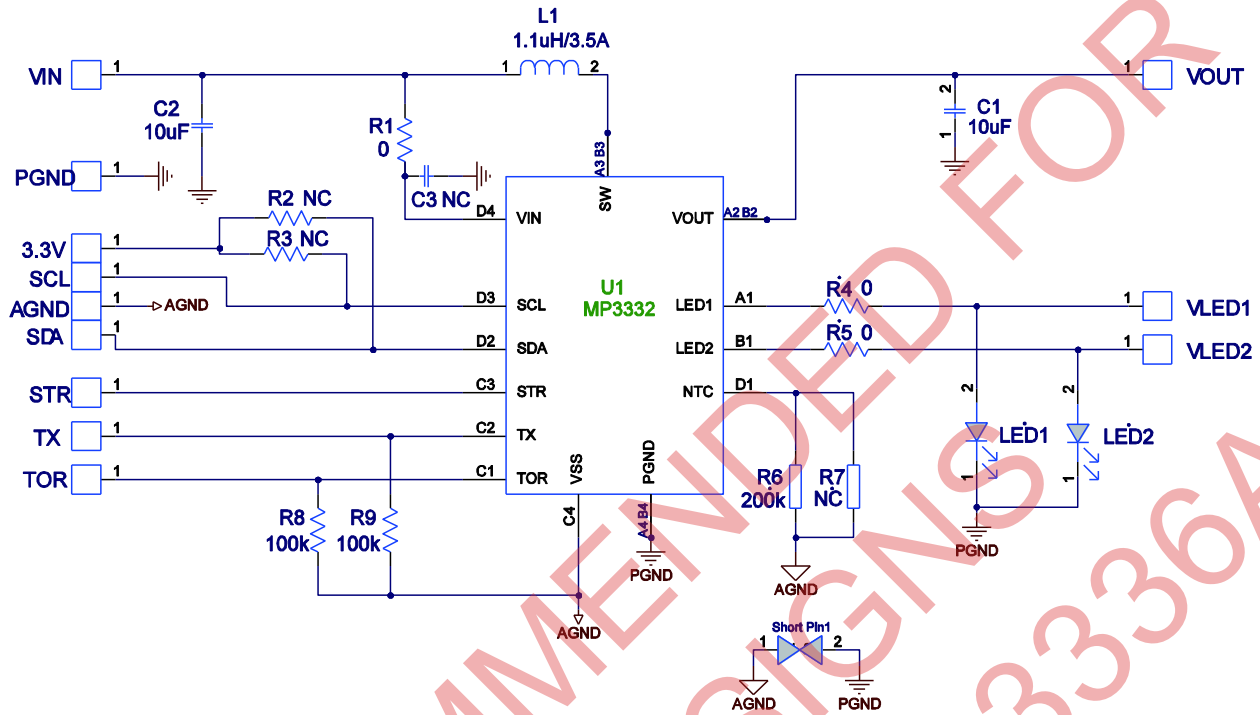 L1
1.1uH/3.5A
VIN 1
1 2
1 VOUT
C2
10uF
R1
0
A3 B3
2
C1
10uF
1
PGND 1
C3 NC
SW
R2 NC
D4 VIN
VOUT A2 B2
3.3V 1
R3 NC
SCL 1
U1
MP3332
AGND 1 AGND
D3 SCL
LED1 A1
R4 0
1 VLED1
SDA 1
D2 SDA
LED2 B1
R5 0
1 VLED2
STR 1
C3 STR
NTC D1
2
2
TX 1
C2 TX
LED1
LED2
TOR 1
C1 TOR
VSS
PGND
R6
200k
R7
NC
1
1
R8
100k
R9
100k
C4
A4 B4
PGND
PGND
AGND
AGND
Short PIn1
1 2
AGND
PGND
MMENDED FOR
SIGNS
3336A